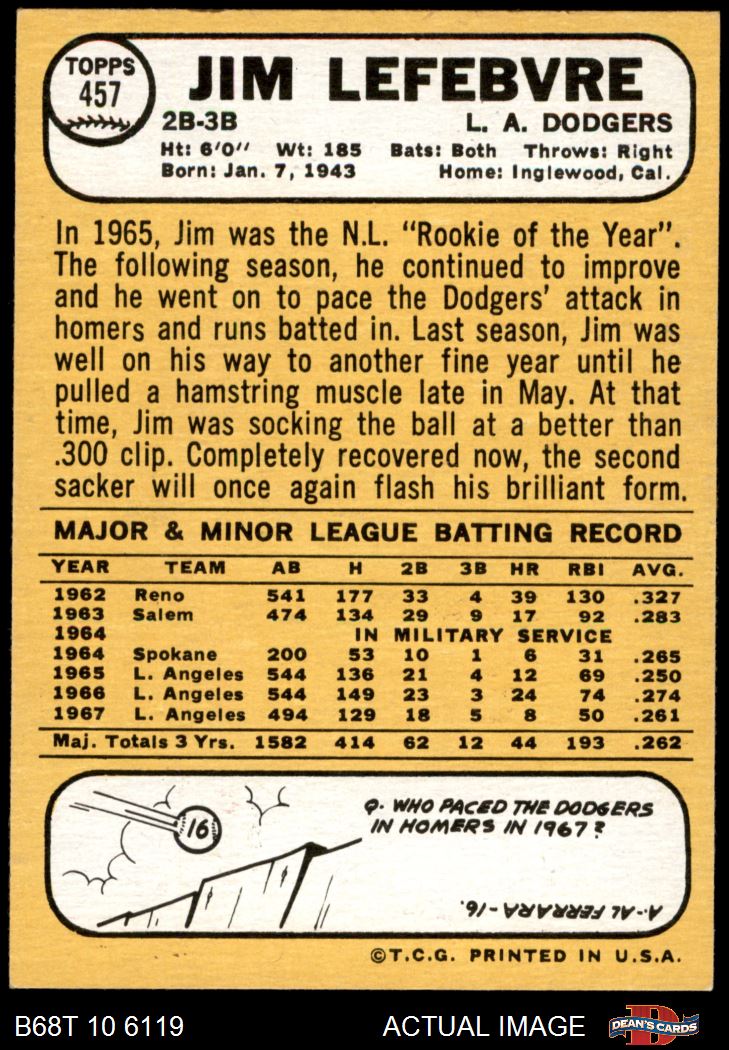 TOPPS
457
JIM LEFEBVRE
2B-3B L. A. DODGERS
Ht: 6'0" Wt: 185 Bats: Both Throws: Right
Born: Jan. 7, 1943 Home: Inglewood, Cal.
In 1965, Jim was the N.L. "Rookie of the Year".
The following season, he continued to improve
and he went on to pace the Dodgers' attack in
homers and runs batted in. Last season, Jim was
well on his way to another fine year until he
pulled a hamstring muscle late in May. At that
time, Jim was socking the ball at a better than
.300 clip. Completely recovered now, the second
sacker will once again flash his brilliant form.
MAJOR & MINOR LEAGUE BATTING RECORD
YEAR TEAM AB H 2B 3B HR RBI AVG.
1962 Reno 541 177 33 4 39 130 .327
1963 Salem 474 134 29 9 17 92 .283
1964 IN MILITARY SERVICE
1964 Spokane 200 53 10 1 6 31 .265
1965 L. Angeles 544 136 21 4 12 69 .250
1966 L. Angeles 544 149 23 3 24 74 .274
1967 L. Angeles 494 129 18 5 8 50 .261
Maj. Totals 3 Yrs. 1582 414 62 12 44 193 .262
16
Q. WHO PACED THE DODGERS
IN HOMERS IN 1967?
A-AL FERRARA-16.
©T.C.G. PRINTED IN U.S.A.
B68T 10 6119 ACTUAL IMAGE
D
DEAN'S CARDS